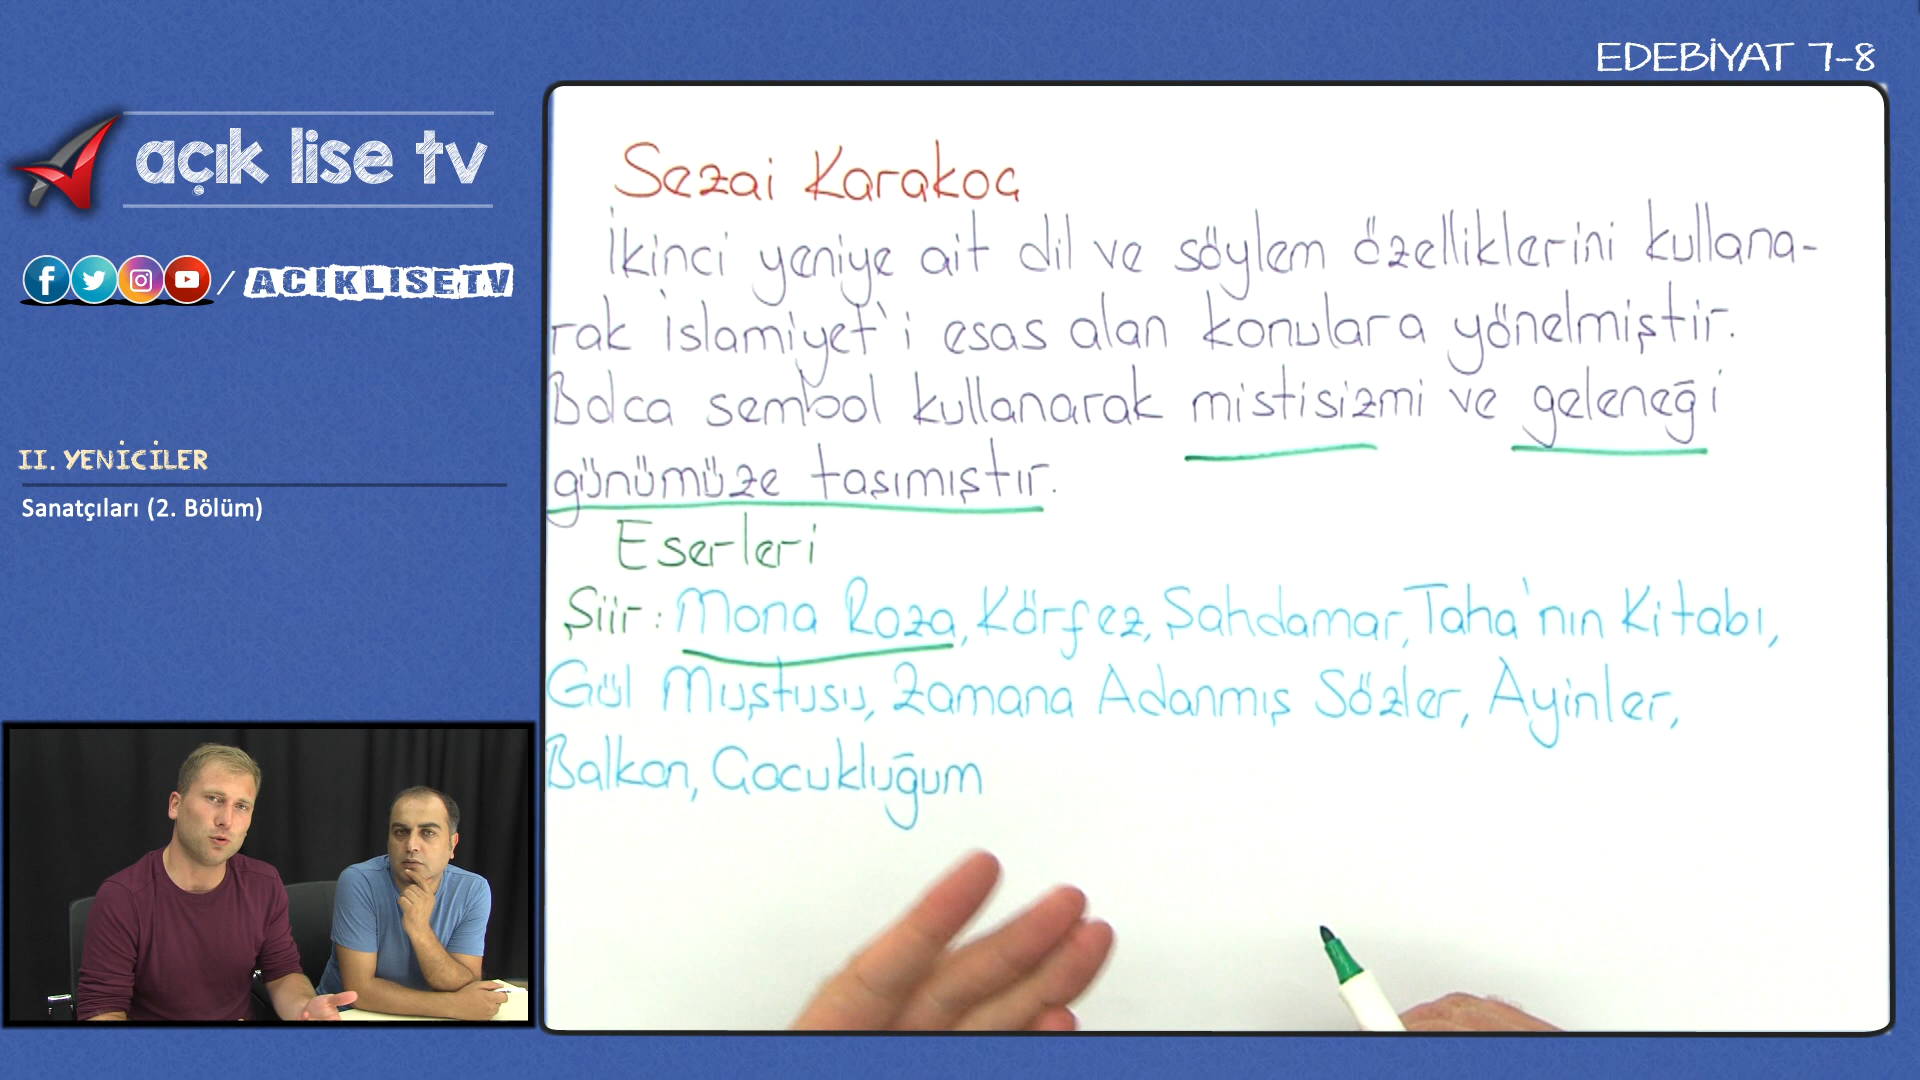 EDEBİYAT 7-8
açık lise tv
/ ACIKLISETV
II. YENİCİLER
Sanatçıları (2. Bölüm)
Sezai Karakoç
İkinci yeniye ait dil ve söylem özelliklerini kullana-
rak İslamiyet'i esas alan konulara yönelmiştir.
Bolca sembol kullanarak mistisizmi ve geleneği
günümüze taşımıştır.
Eserleri
Şiir: Mona Roza, Körfez, Şahdamar, Taha'nın Kitabı,
Gül Muştusu, Zamana Adanmış Sözler, Ayinler,
Balkon, Çocukluğum